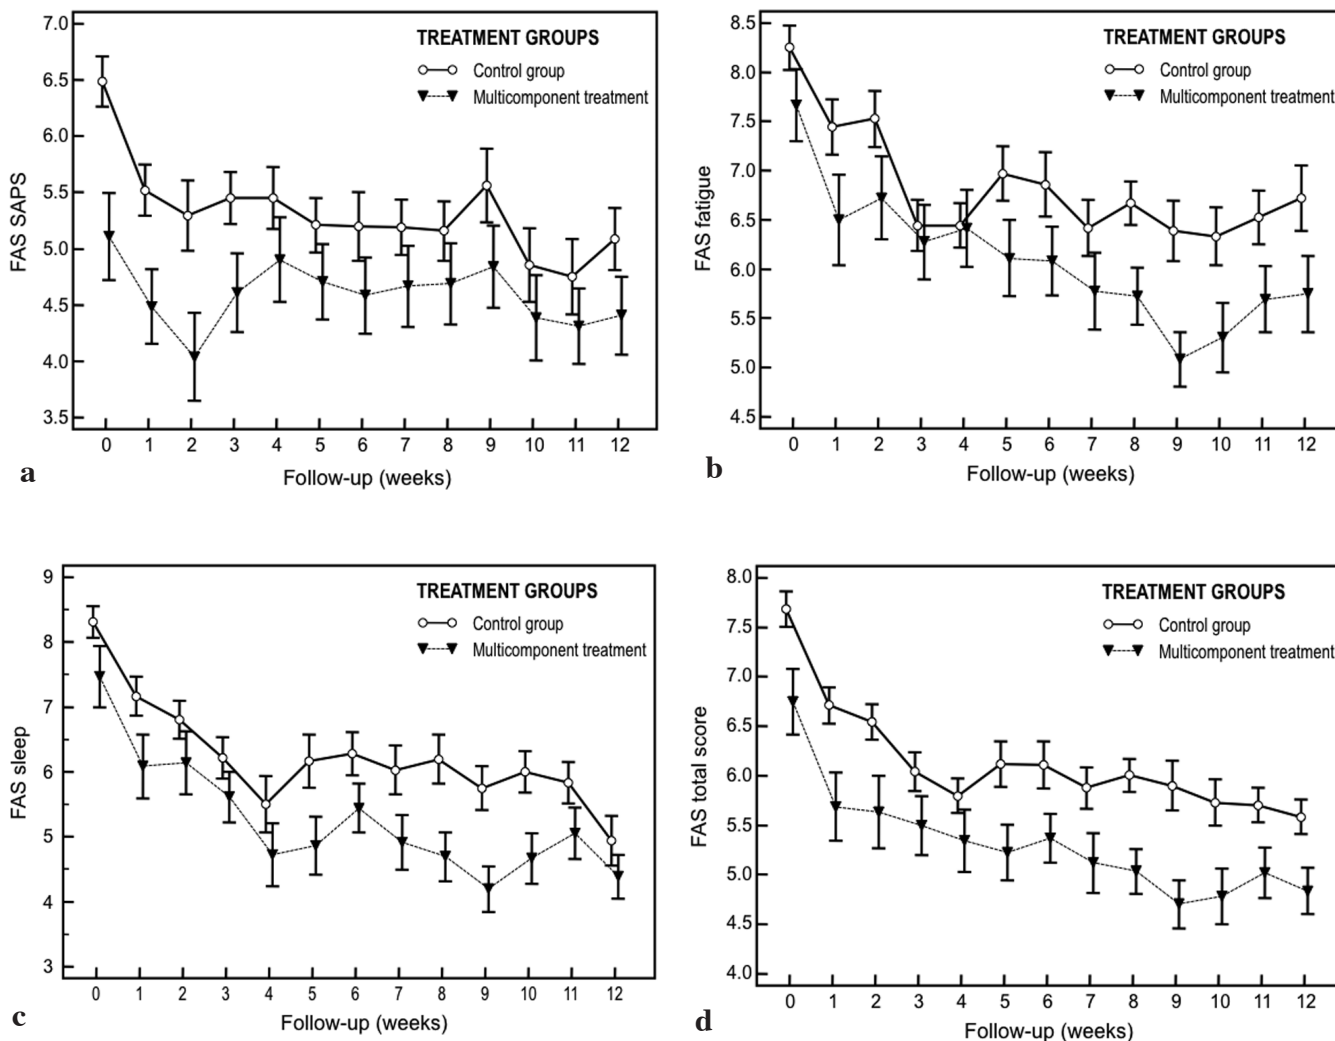 7.0
6.5
6.0
5.5
5.0
4.5
4.0
3.5
FAS SAPS
TREATMENT GROUPS
Control group
Multicomponent treatment
0 1 2 3 4 5 6 7 8 9 10 11 12
Follow-up (weeks)
a
8.5
8.0
7.5
7.0
6.5
6.0
5.5
5.0
4.5
FAS fatigue
TREATMENT GROUPS
Control group
Multicomponent treatment
0 1 2 3 4 5 6 7 8 9 10 11 12
Follow-up (weeks)
b
9
8
7
6
5
4
3
FAS sleep
TREATMENT GROUPS
Control group
Multicomponent treatment
0 1 2 3 4 5 6 7 8 9 10 11 12
Follow-up (weeks)
c
8.0
7.5
7.0
6.5
6.0
5.5
5.0
4.5
4.0
FAS total score
TREATMENT GROUPS
Control group
Multicomponent treatment
0 1 2 3 4 5 6 7 8 9 10 11 12
Follow-up (weeks)
d